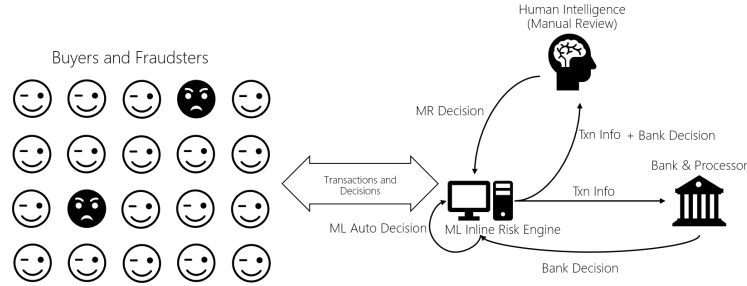 Human Intelligence
(Manual Review)
Buyers and Fraudsters
MR Decision
Txn Info + Bank Decision
Bank & Processor
Transactions and
Decisions
Txn Info
ML Auto Decision
ML Inline Risk Engine
Bank Decision